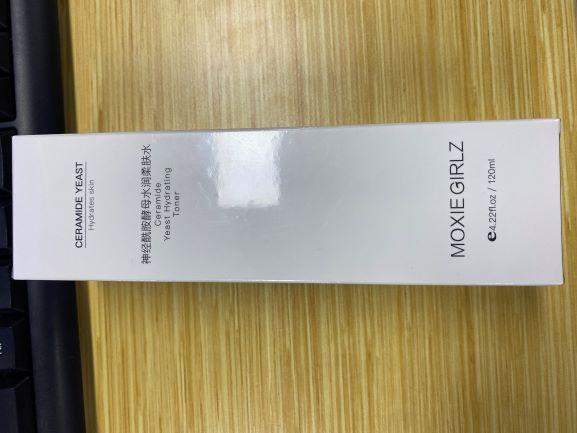 CERAMIDE YEAST
Hydrates skin
神经酰胺酵母水润柔肤水
Ceramide
Yeast Hydrating
Toner
MOXIE GIRLZ
e4.22fl.oz / 120ml